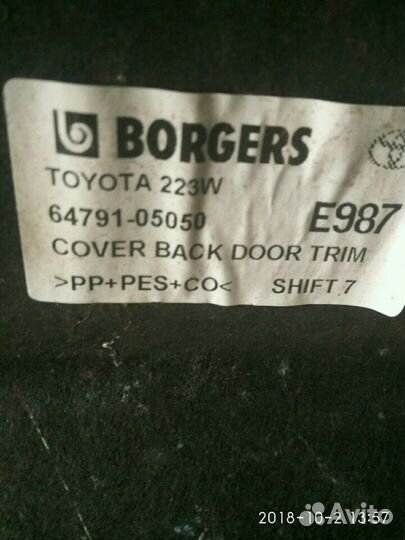 BORGERS
TOYOTA 223W
64791-05050 E987
COVER BACK DOOR TRIM
>PP+PES+CO< SHIFT 7
2018-10-2 13:57
Avito